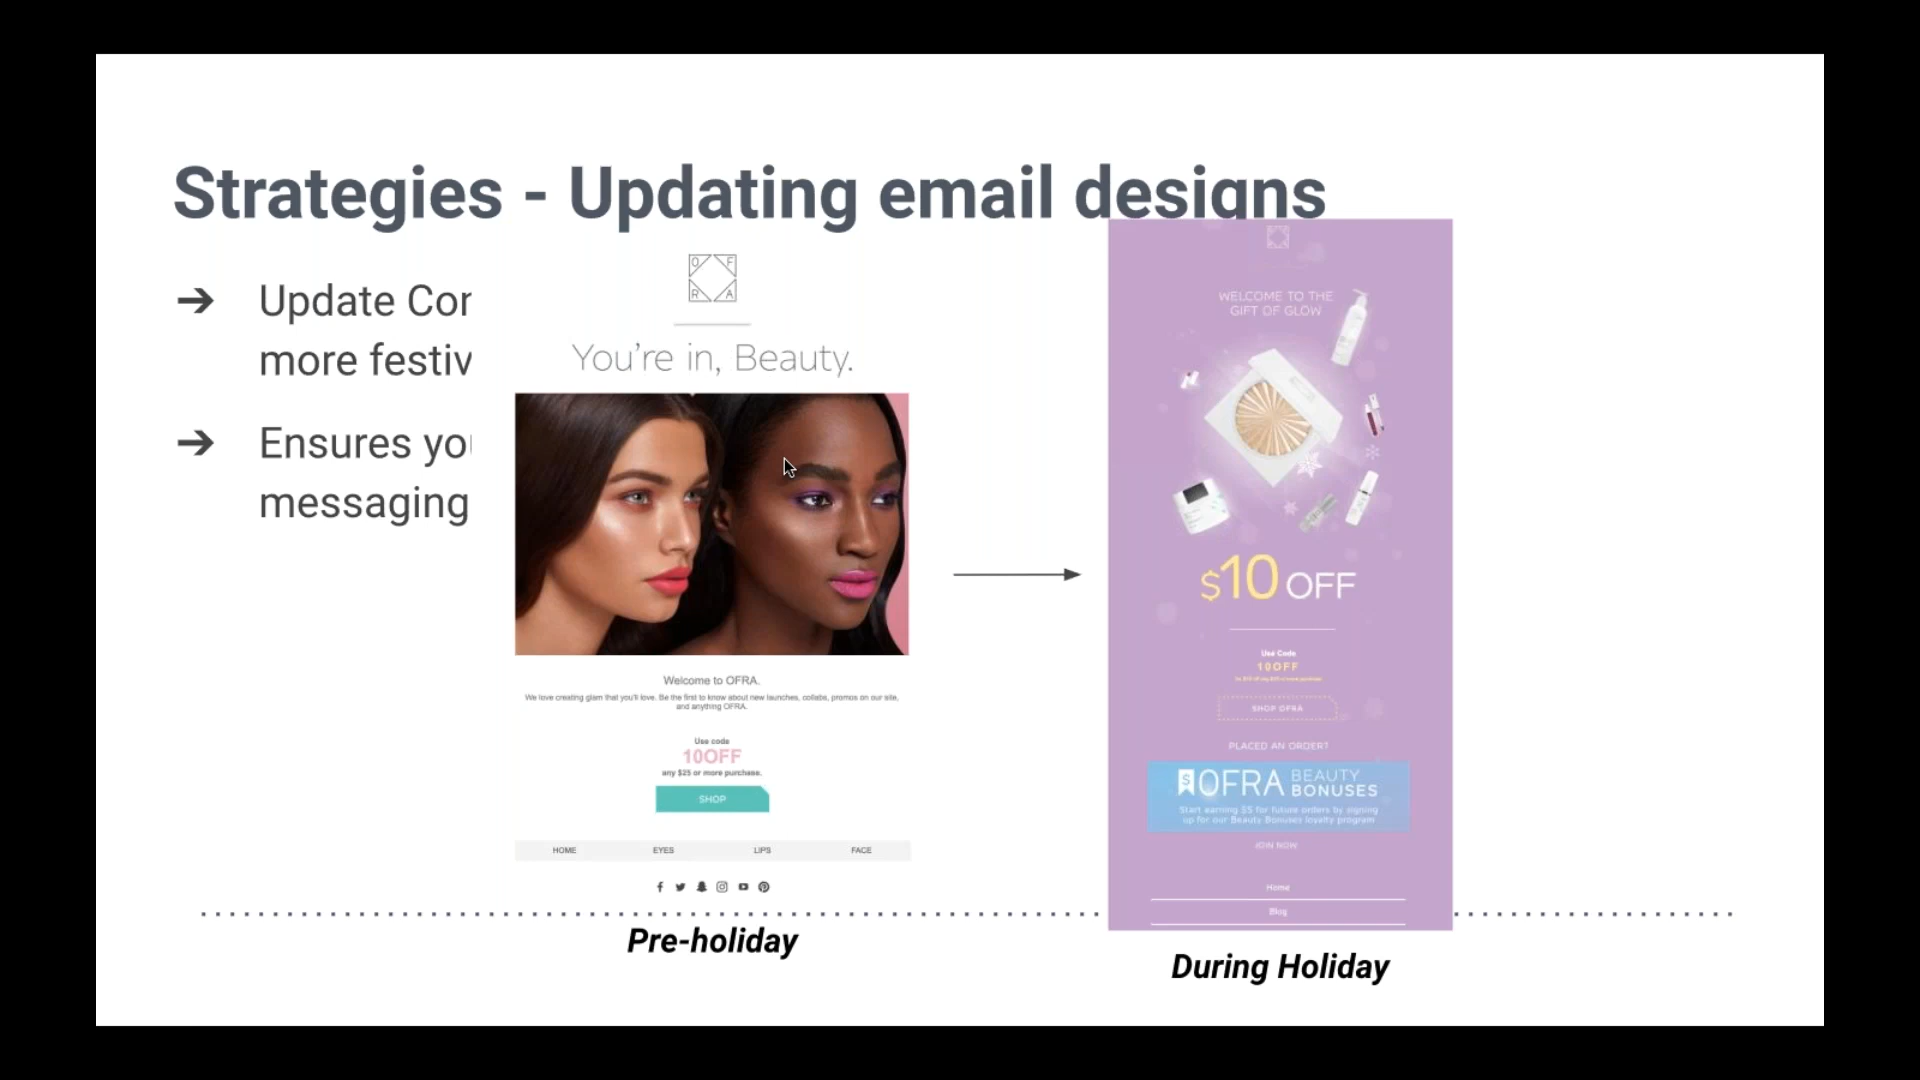 Strategies - Updating email designs
Update Cor
more festiv
Ensures you
messaging
O F
R A
You're in, Beauty.
Welcome to OFRA.
We love creating glam that you'll love. Be the first to know about new launches, collabs, promos on our site,
and anything OFRA.
Use code
10OFF
any $25 or more purchase.
SHOP
HOME EYES LIPS FACE
Pre-holiday
WELCOME TO THE
GIFT OF GLOW
$10 OFF
Use Code
10OFF
SHOP OFRA
PLACED AN ORDER?
$ OFRA BEAUTY
BONUSES
Start earning $5 for future orders by signing
up for our Beauty Bonuses loyalty program
JOIN NOW
Home
Blog
During Holiday